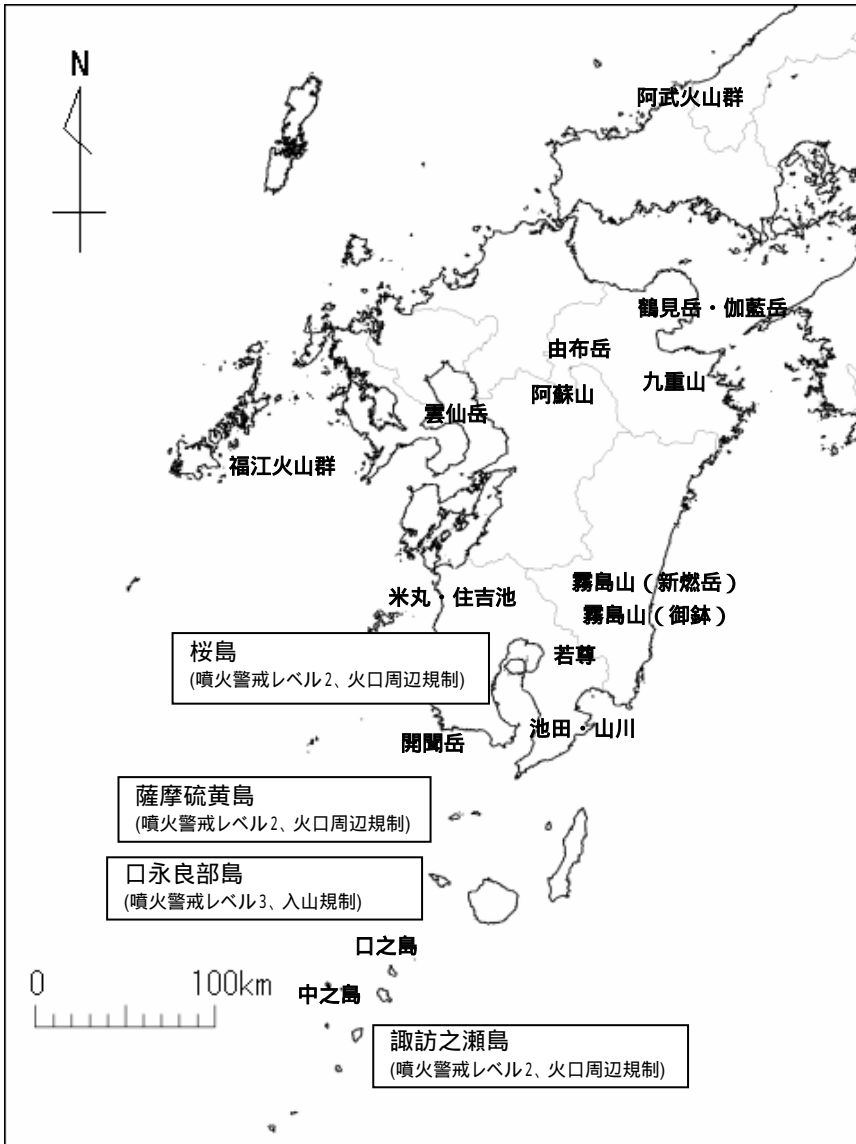 N
阿武火山群
鶴見岳・伽藍岳
由布岳
九重山
阿蘇山
雲仙岳
福江火山群
霧島山(新燃岳)
米丸・住吉池
霧島山(御鉢)
桜島
(噴火警戒レベル2、火口周辺規制)
若尊
池田・山川
開聞岳
薩摩硫黄島
(噴火警戒レベル2、火口周辺規制)
口永良部島
(噴火警戒レベル3、入山規制)
口之島
0 100km
中之島
諏訪之瀬島
(噴火警戒レベル2、火口周辺規制)